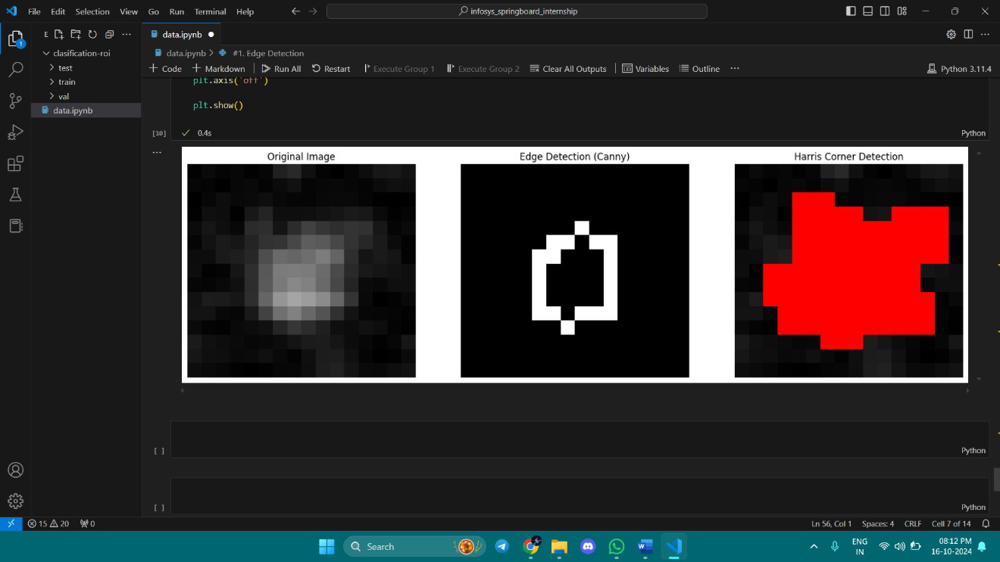 File Edit Selection View Go Run Terminal Help
infosys_springboard_internship
E
data.ipynb
data.ipynb > #1. Edge Detection
Code Markdown Run All Restart Execute Group 1 Execute Group 2 Clear All Outputs Variables Outline ... Python 3.11.4
1
clasification-roi
test
train
val
data.ipynb
plt.axis('off')
plt.show()
[10] 0.4s Python
Original Image Edge Detection (Canny) Harris Corner Detection
[ ] Python
[ ] Python
15 20 0 Ln 56, Col 1 Spaces: 4 CRLF Cell 7 of 14
Search
ENG
IN
08:12 PM
16-10-2024